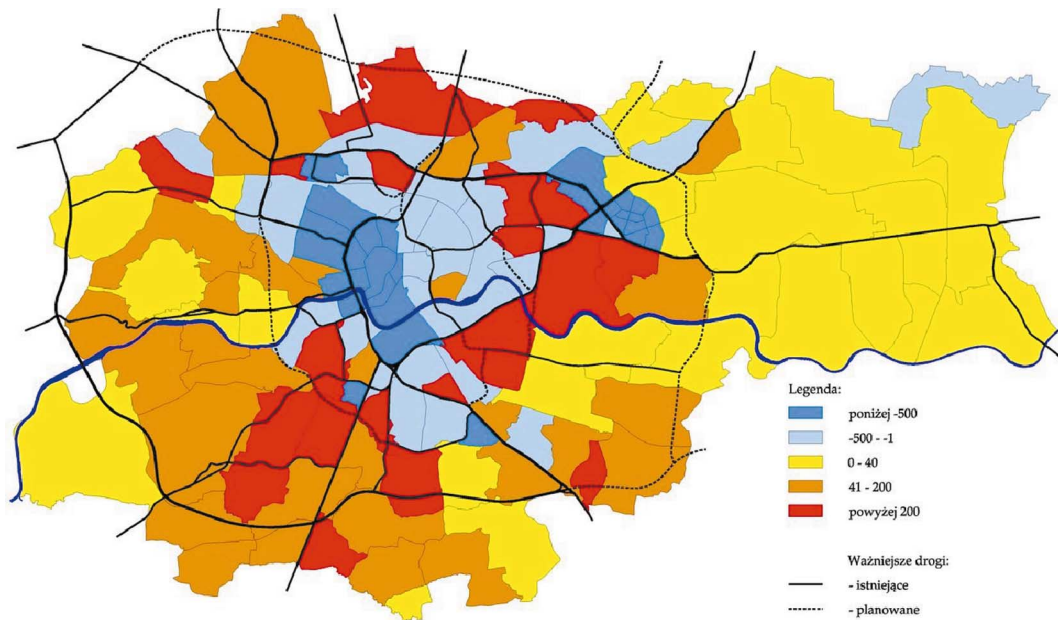 Legenda:
poniżej -500
-500 - -1
0 - 40
41 - 200
powyżej 200
Ważniejsze drogi:
- istniejące
- planowane